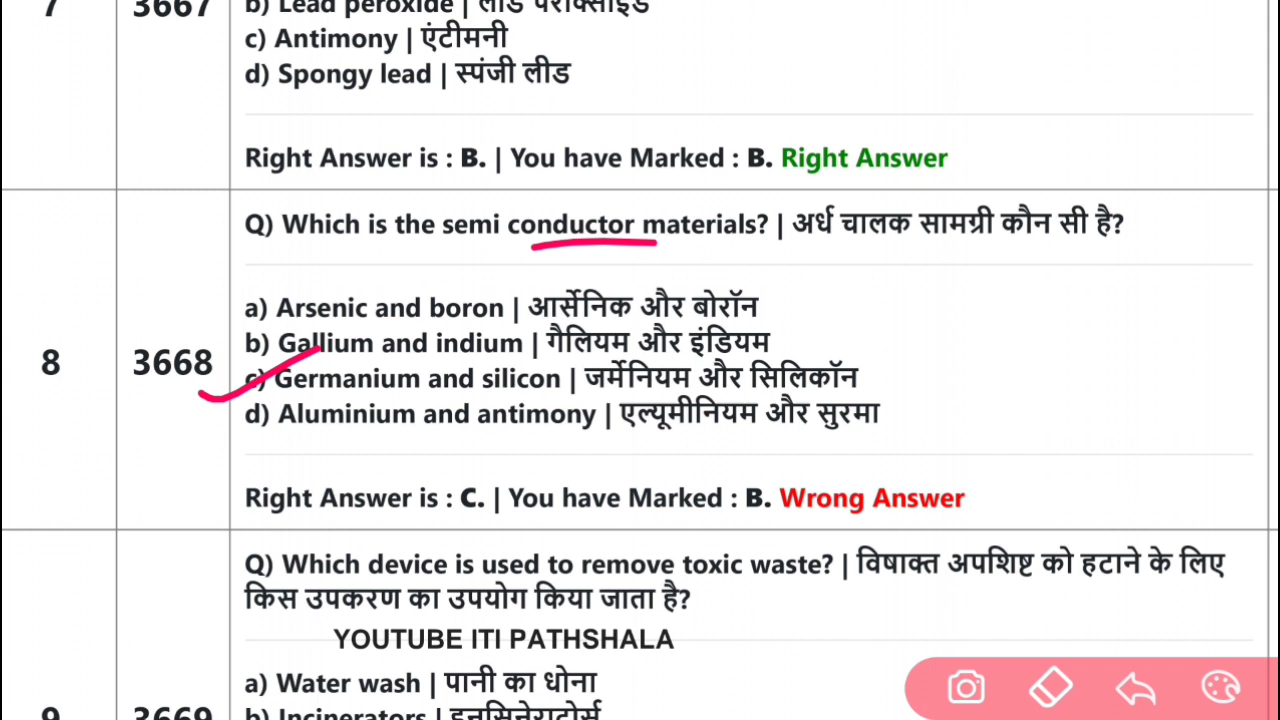 7 3667 b) Lead peroxide | लीड पेरोक्साइड
c) Antimony | एंटीमनी
d) Spongy lead | स्पंजी लीड
Right Answer is : B. | You have Marked : B. Right Answer
Q) Which is the semi conductor materials? | अर्ध चालक सामग्री कौन सी है?
a) Arsenic and boron | आर्सेनिक और बोरॉन
b) Gallium and indium | गैलियम और इंडियम
8 3668
c) Germanium and silicon | जर्मेनियम और सिलिकॉन
d) Aluminium and antimony | एल्यूमीनियम और सुरमा
Right Answer is : C. | You have Marked : B. Wrong Answer
Q) Which device is used to remove toxic waste? | विषाक्त अपशिष्ट को हटाने के लिए
किस उपकरण का उपयोग किया जाता है?
YOUTUBE ITI PATHSHALA
a) Water wash | पानी का धोना
9 3669 b) Incinerators | इनसिनेराटोर्स